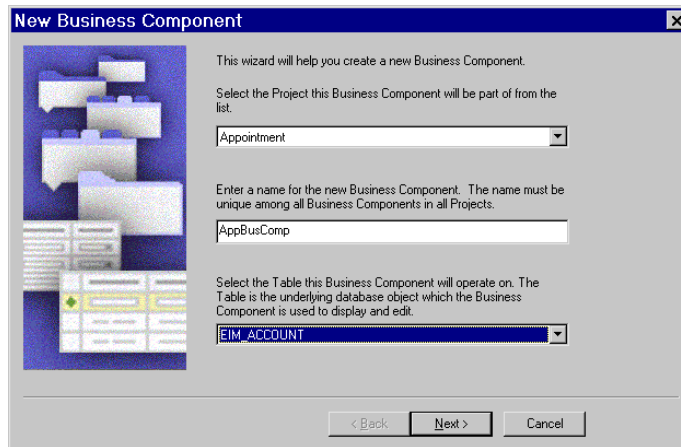 New Business Component
This wizard will help you create a new Business Component.
Select the Project this Business Component will be part of from the
list.
Appointment
Enter a name for the new Business Component. The name must be
unique among all Business Components in all Projects.
AppBusComp
Select the Table this Business Component will operate on. The
Table is the underlying database object which the Business
Component is used to display and edit.
EIM_ACCOUNT
< Back
Next >
Cancel